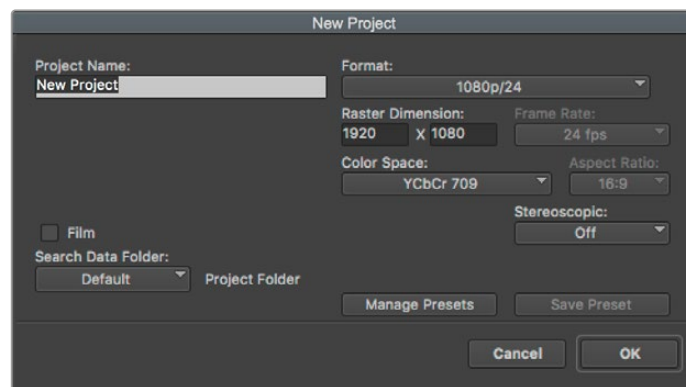 New Project
Project Name:
New Project
Format:
1080p/24
Raster Dimension:
1920 x 1080
Frame Rate:
24 fps
Color Space:
YCbCr 709
Aspect Ratio:
16:9
Stereoscopic:
Off
Film
Search Data Folder:
Default
Project Folder
Manage Presets
Save Preset
Cancel
OK